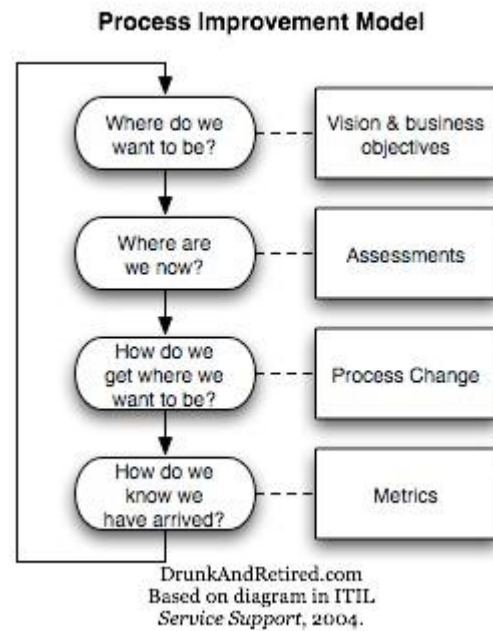 Process Improvement Model
Where do we
want to be?
Vision & business
objectives
Where are
we now?
Assessments
How do we
get where we
want to be?
Process Change
How do we
know we
have arrived?
Metrics
DrunkAndRetired.com
Based on diagram in ITIL
Service Support, 2004.